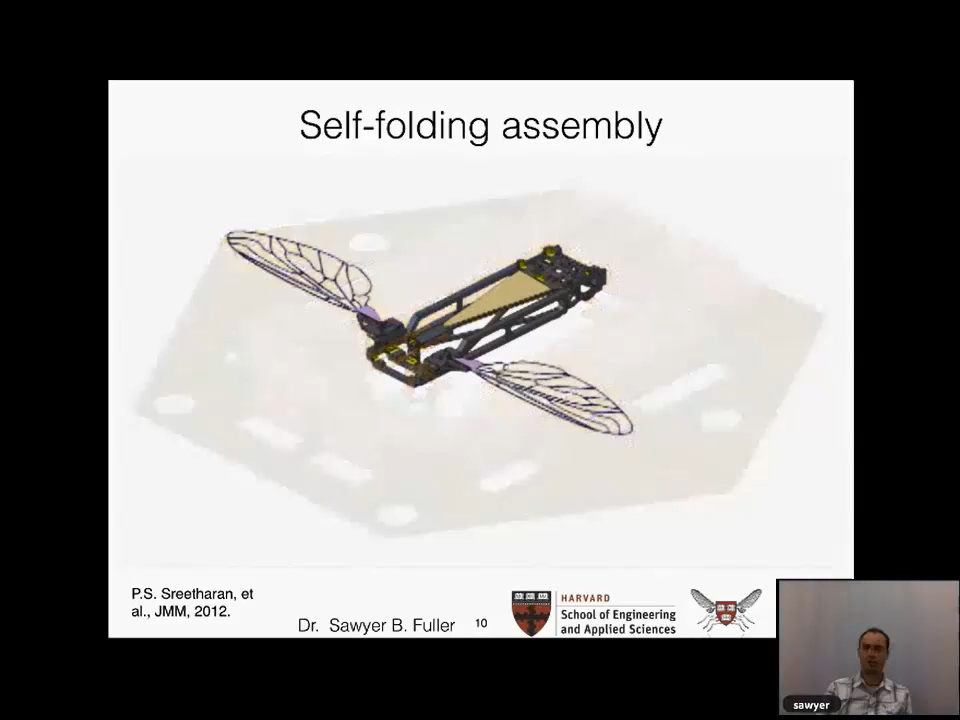 Self-folding assembly
P.S. Sreetharan, et
al., JMM, 2012.
Dr. Sawyer B. Fuller
10
HARVARD
School of Engineering
and Applied Sciences
sawyer